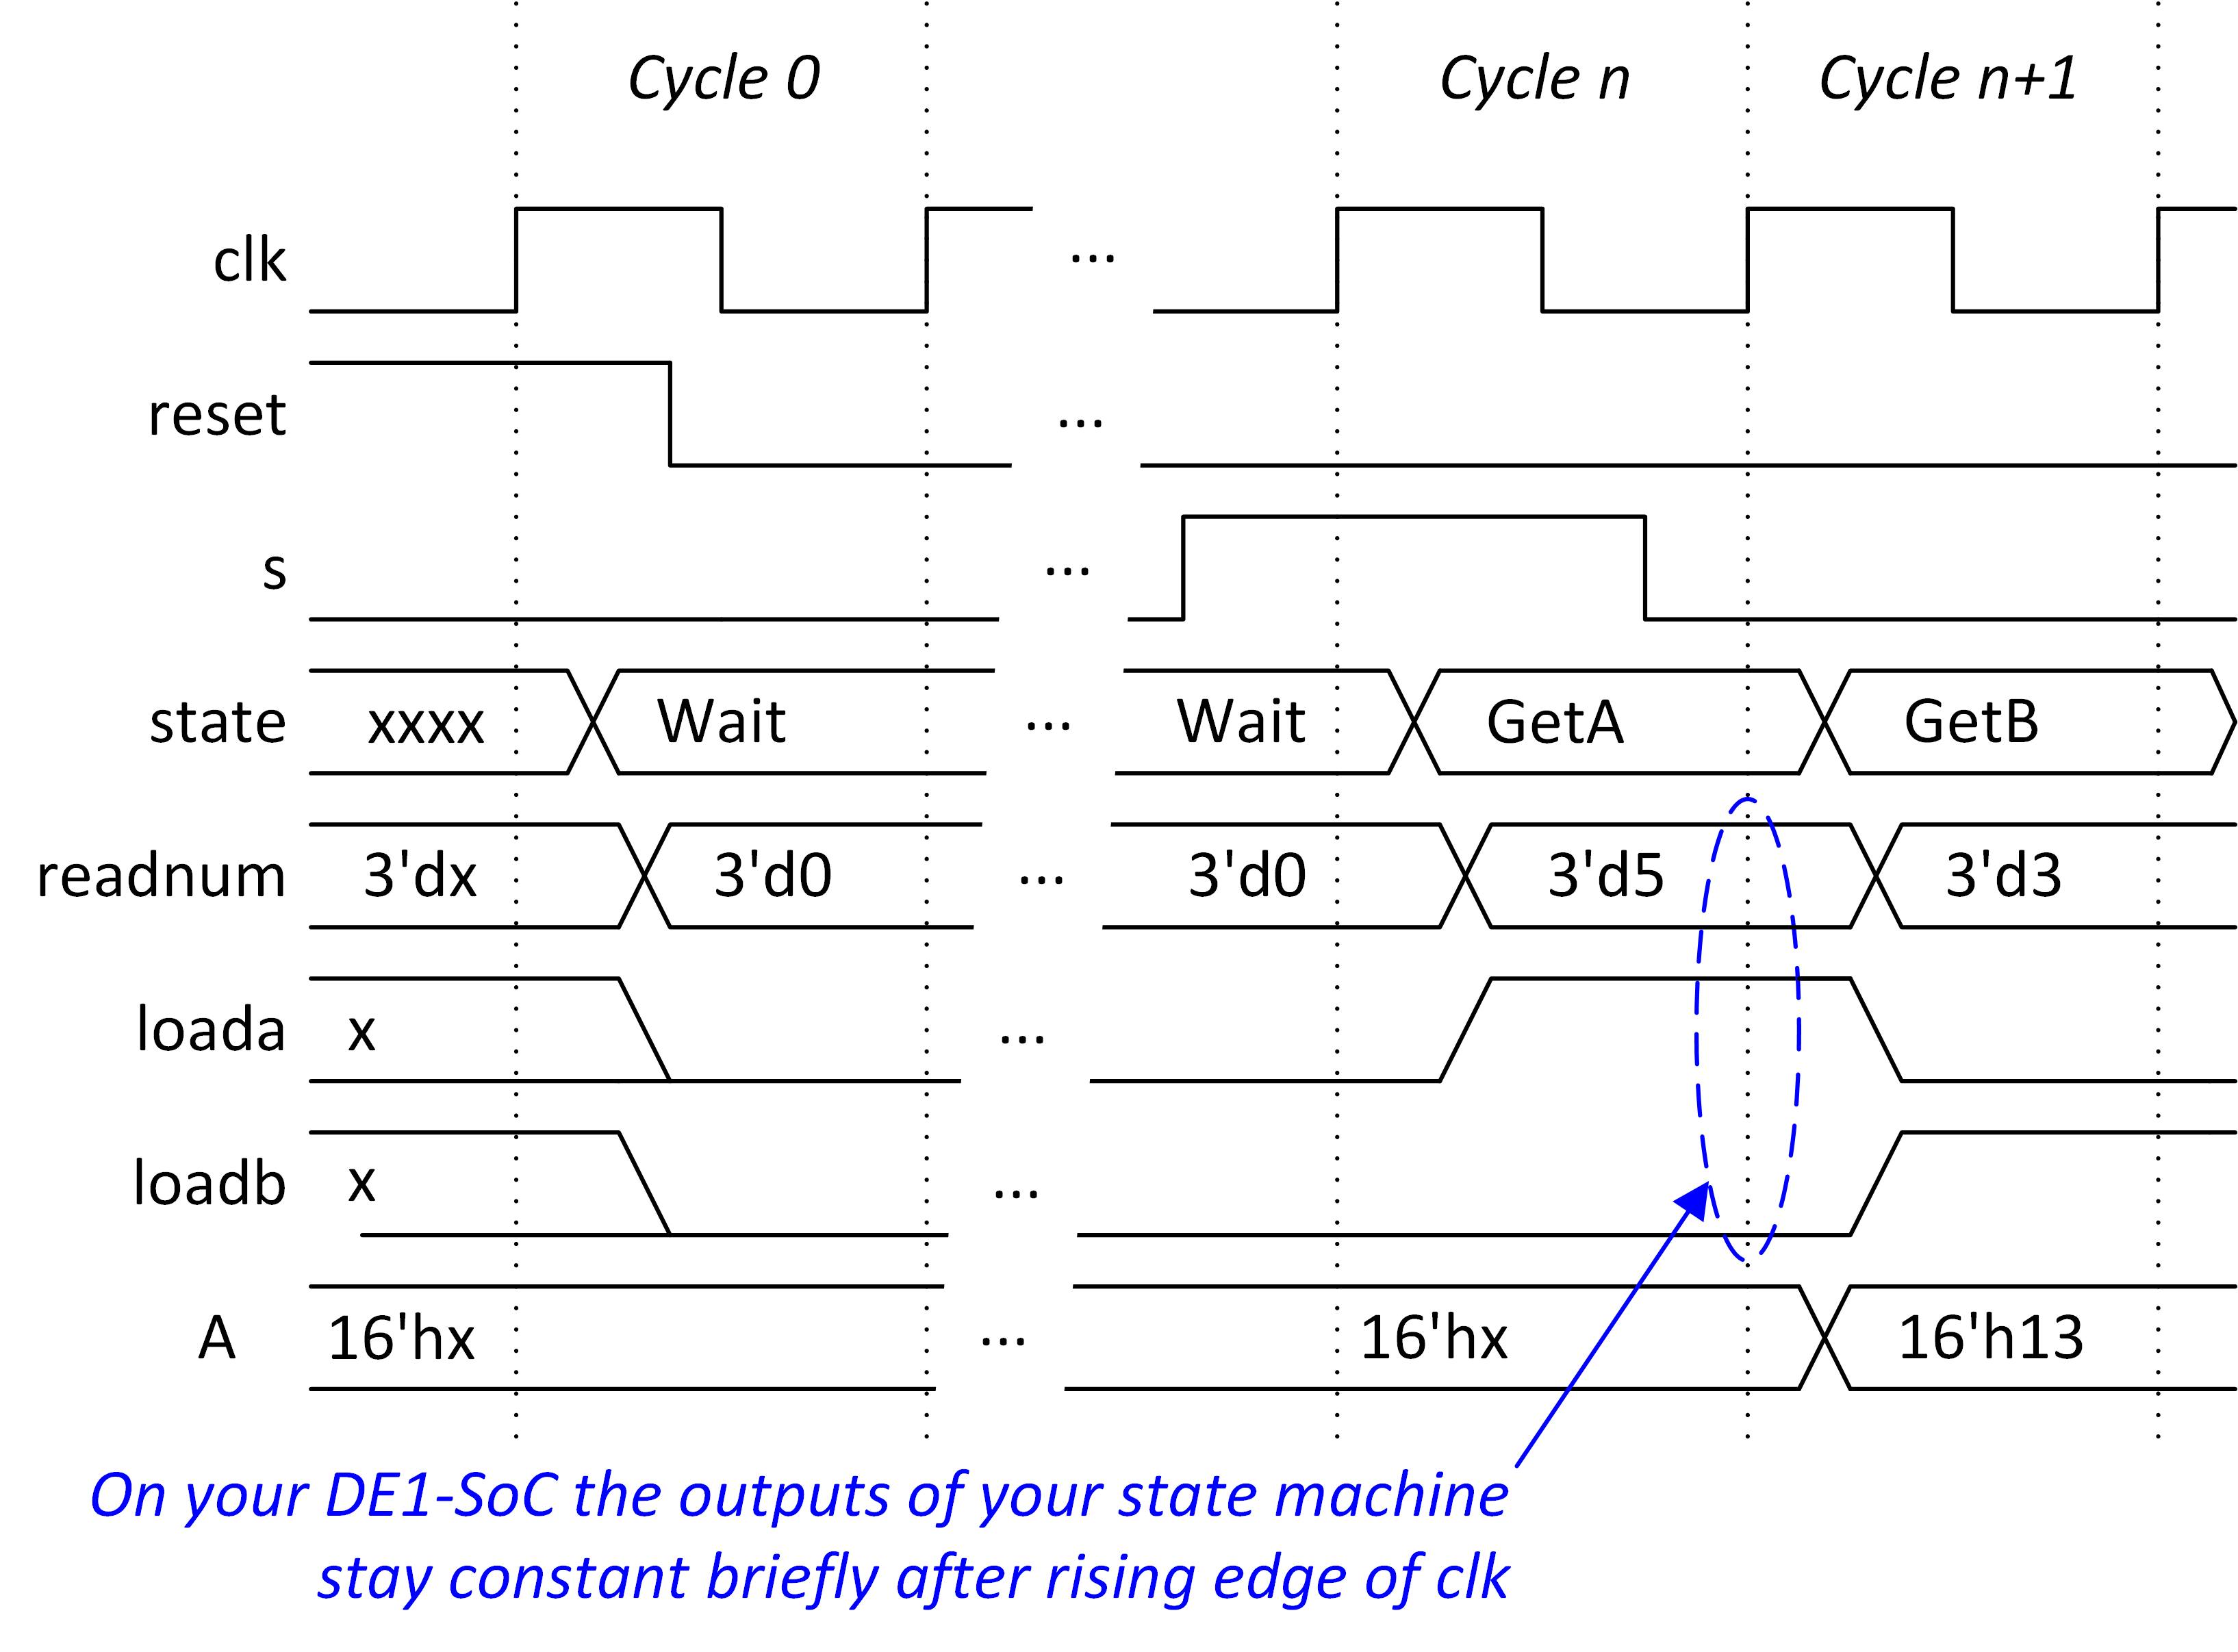 Cycle 0 Cycle n Cycle n+1
clk ...
reset ...
s ...
state xxxx Wait ... Wait GetA GetB
readnum 3'dx 3'd0 ... 3'd0 3'd5 3'd3
loada x ...
loadb x ...
A 16'hx ... 16'hx 16'h13
On your DE1-SoC the outputs of your state machine
stay constant briefly after rising edge of clk